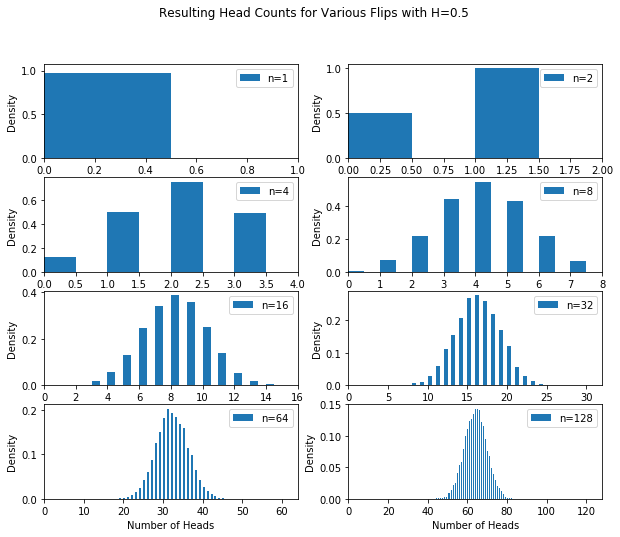 Resulting Head Counts for Various Flips with H=0.5
n=1
Density
1.0
0.5
0.0
0.0 0.2 0.4 0.6 0.8 1.0
n=2
Density
1.0
0.5
0.0
0.00 0.25 0.50 0.75 1.00 1.25 1.50 1.75 2.00
n=4
Density
0.6
0.4
0.2
0.0
0.0 0.5 1.0 1.5 2.0 2.5 3.0 3.5 4.0
n=8
Density
0.4
0.2
0.0
0 1 2 3 4 5 6 7 8
n=16
Density
0.4
0.2
0.0
0 2 4 6 8 10 12 14 16
n=32
Density
0.2
0.1
0.0
0 5 10 15 20 25 30
n=64
Density
0.2
0.1
0.0
0 10 20 30 40 50 60
Number of Heads
n=128
Density
0.15
0.10
0.05
0.00
0 20 40 60 80 100 120
Number of Heads